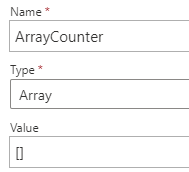 Name *
ArrayCounter
Type *
Array
Value
[]